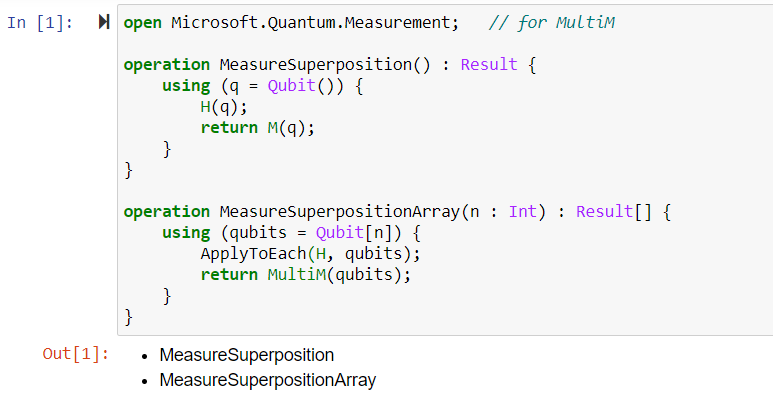 In [1]: open Microsoft.Quantum.Measurement;   // for MultiM
operation MeasureSuperposition() : Result {
    using (q = Qubit()) {
        H(q);
        return M(q);
    }
}
operation MeasureSuperpositionArray(n : Int) : Result[] {
    using (qubits = Qubit[n]) {
        ApplyToEach(H, qubits);
        return MultiM(qubits);
    }
}
Out[1]: • MeasureSuperposition
• MeasureSuperpositionArray